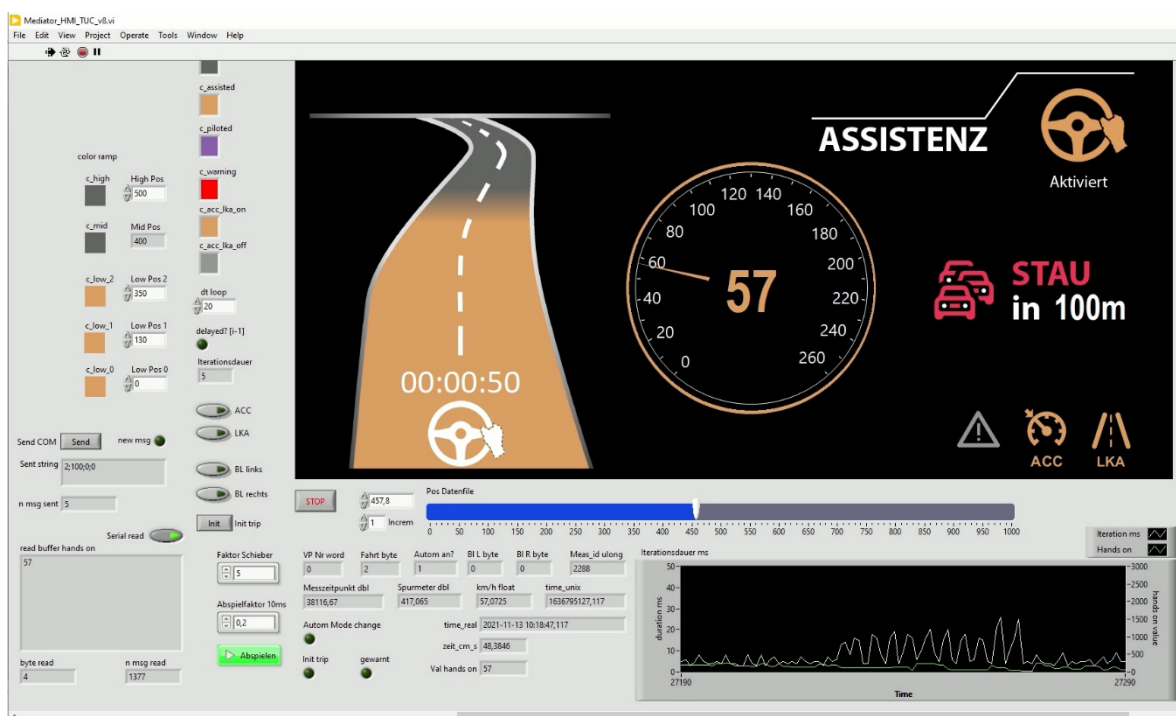 Mediator_HMI_TUC_v8.vi
File Edit View Project Operate Tools Window Help
c_assisted
c_piloted
color ramp
c_high High Pos
500
c_warning
c_mid Mid Pos
400
c_acc_lka_on
c_acc_lka_off
c_low_2 Low Pos 2
350
dt loop
20
c_low_1 Low Pos 1
130
delayed? [i-1]
Iterationsdauer
5
c_low_0 Low Pos 0
0
ACC
LKA
Send COM Send new msg
Sent string 2;100;0;0
BL links
n msg sent 5
BL rechts
Init Init trip
Serial read
read buffer hands on
57
Faktor Schieber
5
Abspielfaktor 10ms
0,2
Abspielen
byte read n msg read
4 1377
00:00:50
0 20 40 60 80 100 120 140 160 180 200 220 240 260
57
ASSISTENZ
Aktiviert
STAU
in 100m
ACC LKA
STOP
457,8
1 Increm
Pos Datenfile
0 50 100 150 200 250 300 350 400 450 500 550 600 650 700 750 800 850 900 950 1000
VP Nr word Fahrt byte Autom an? BI L byte BI R byte Meas_id ulong
0 2 1 0 0 2288
Messzeitpunkt dbl Spurmeter dbl km/h float time_unix
38116,67 417,065 57,0725 1636795127,117
Autom Mode change
time_real 2021-11-13 10:18:47,117
zeit_cm_s 48,3846
Init trip gewarnt
Val hands on 57
Iteration ms
Hands on
Iterationsdauer ms
duration ms
50
40
30
20
10
0
3000
2500
2000
1500
1000
500
0
hands on value
27190 27290
Time